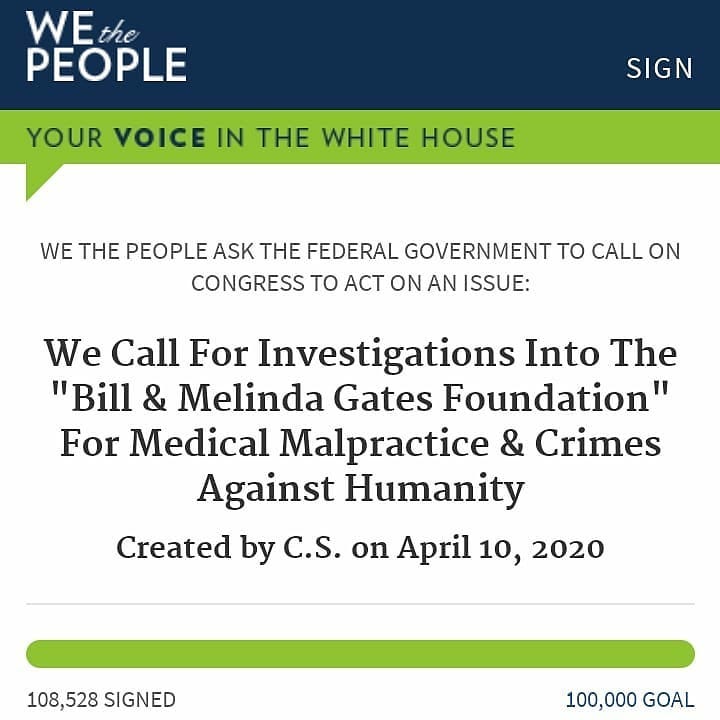 WE the
PEOPLE
SIGN
YOUR VOICE IN THE WHITE HOUSE
WE THE PEOPLE ASK THE FEDERAL GOVERNMENT TO CALL ON
CONGRESS TO ACT ON AN ISSUE:
We Call For Investigations Into The
"Bill & Melinda Gates Foundation"
For Medical Malpractice & Crimes
Against Humanity
Created by C.S. on April 10, 2020
108,528 SIGNED
100,000 GOAL